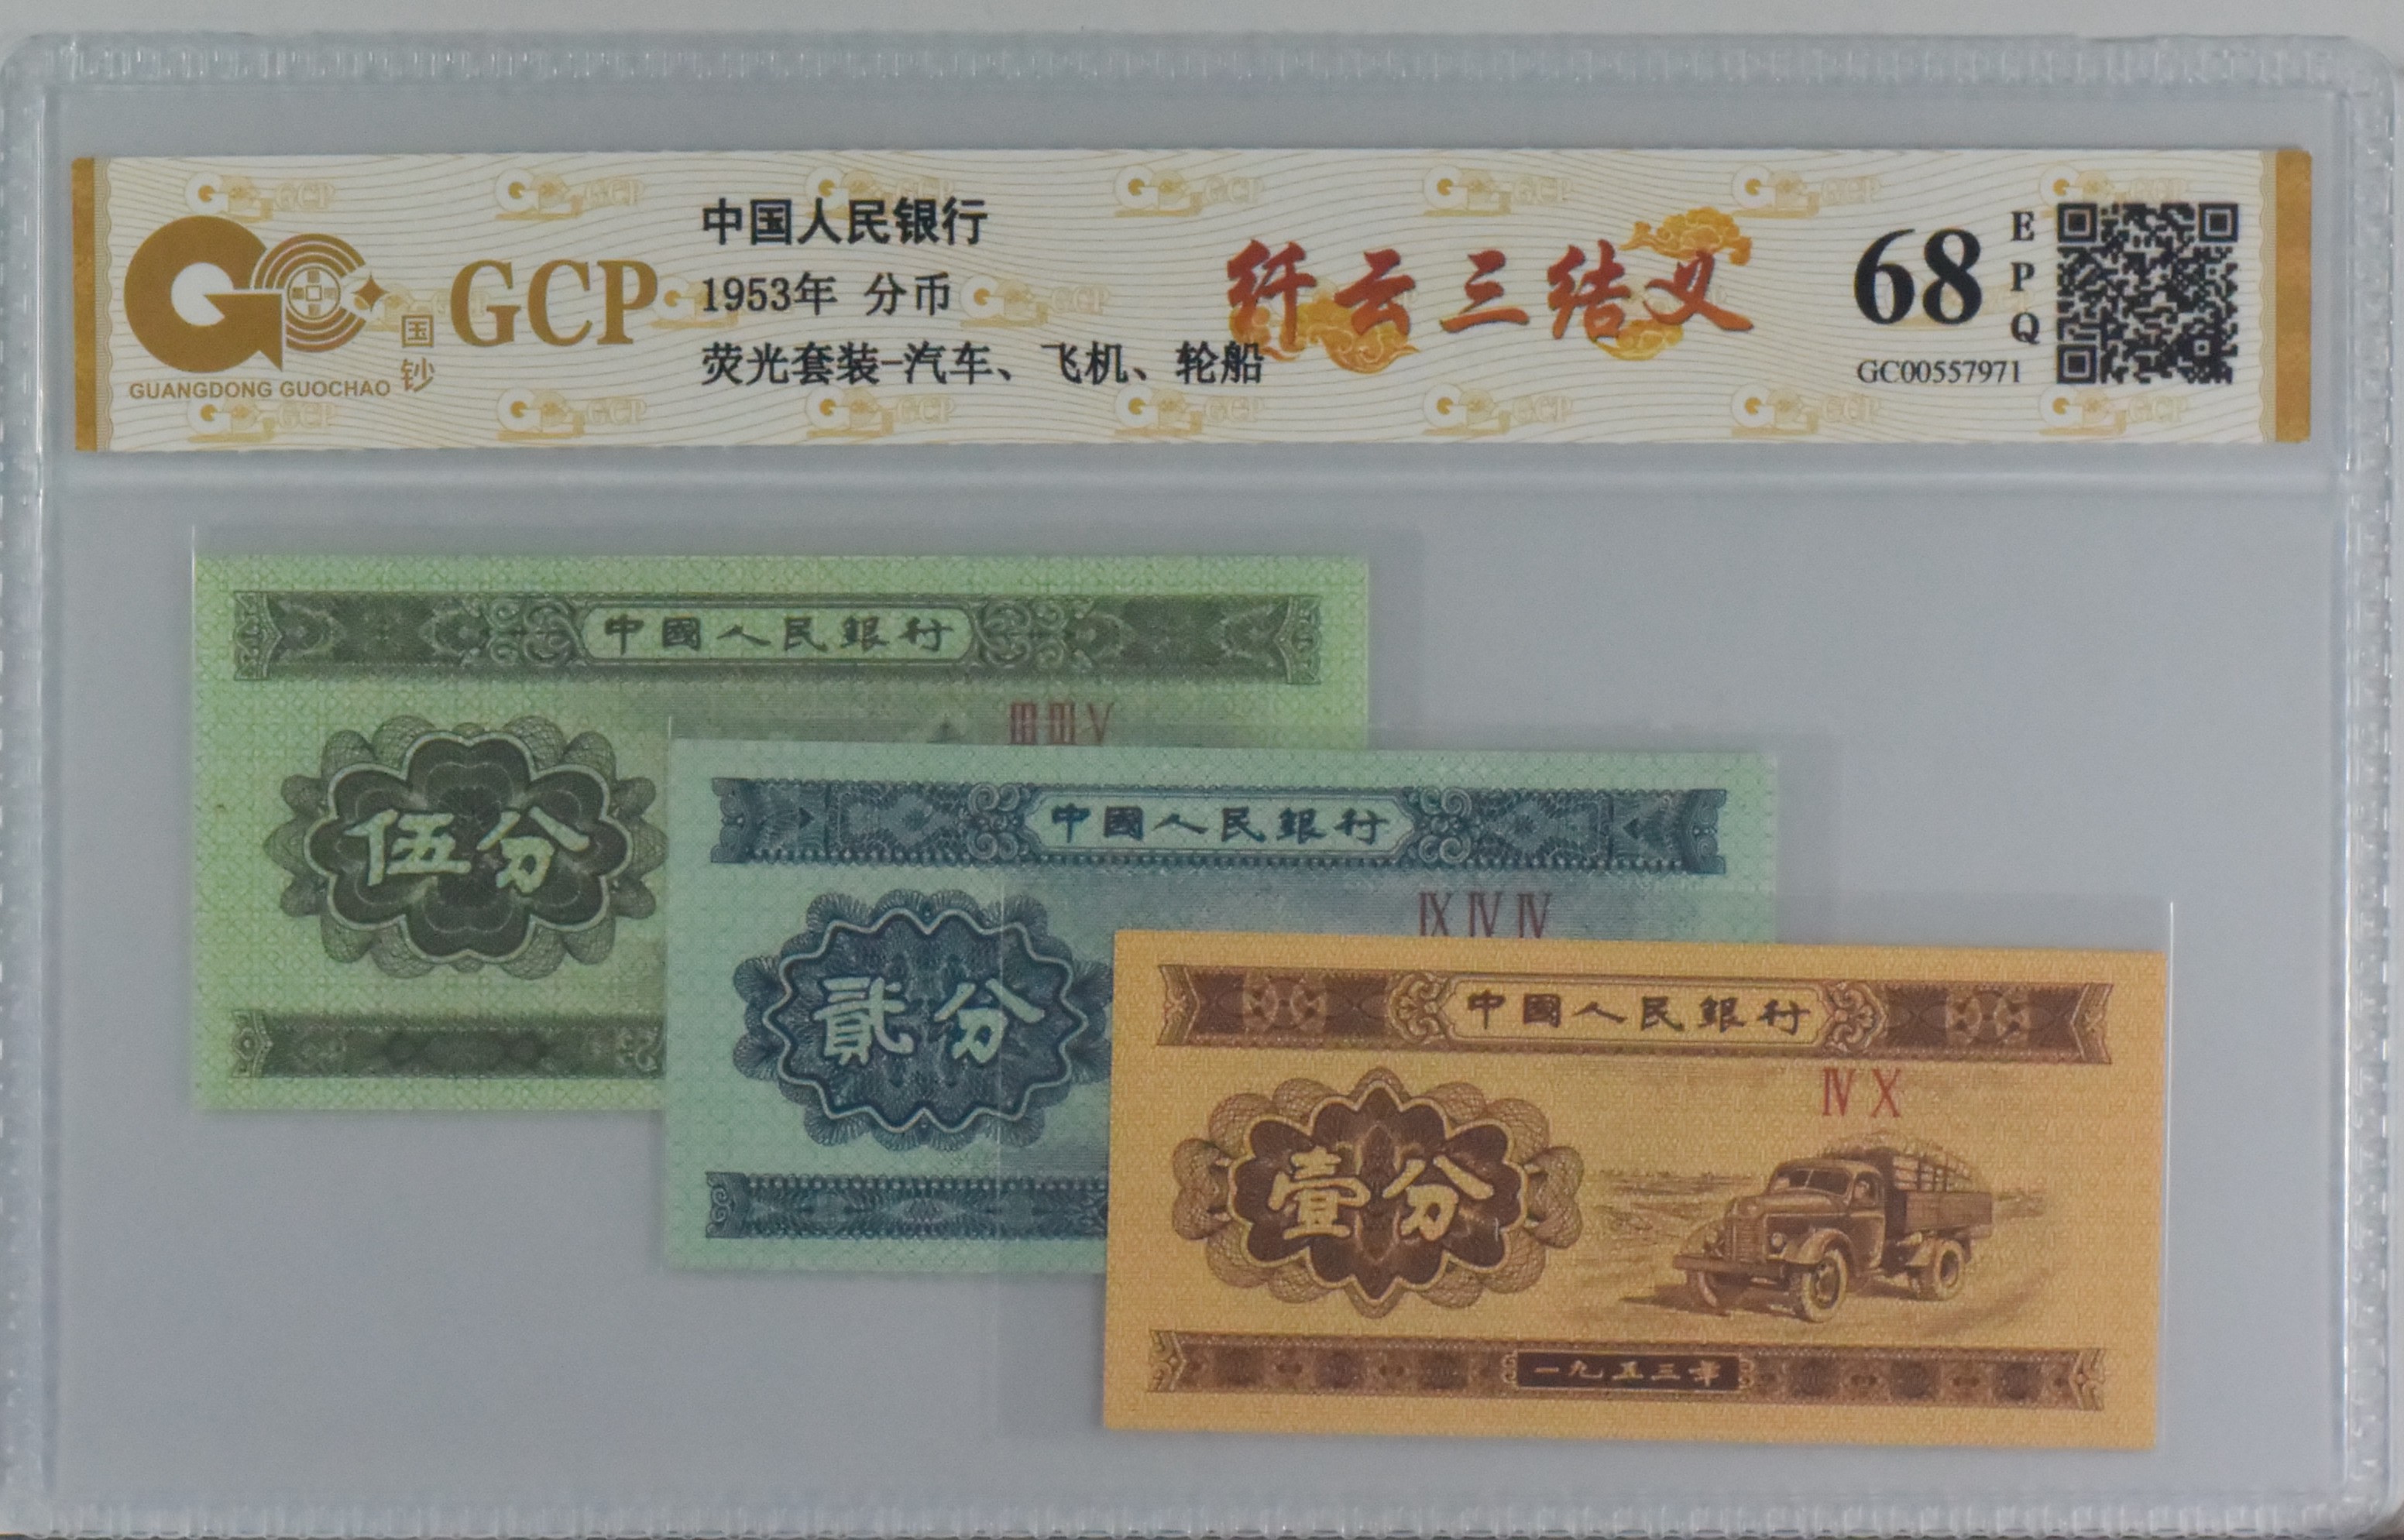 GCP
国钞
GUANGDONG GUOCHAO
中国人民银行
1953年 分币
荧光套装-汽车、飞机、轮船
纤云三结义
68
EPQ
GC00557971
中國人民銀行
ⅢⅢⅤ
伍分
中國人民銀行
ⅨⅣⅣ
貳分
中國人民銀行
ⅣⅩ
壹分
一九五三年